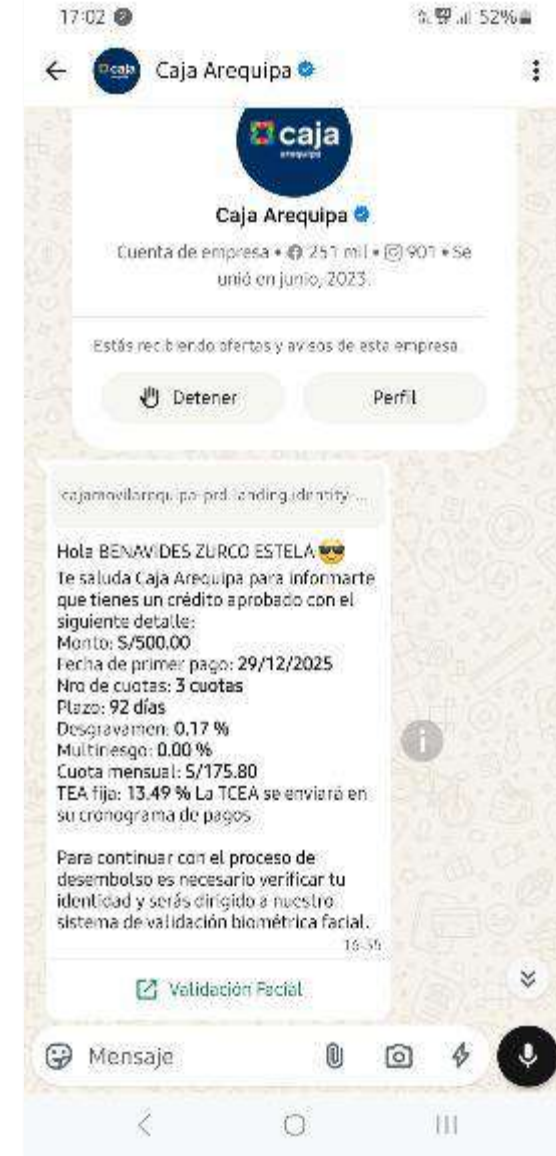 17:02
52%
Caja Arequipa
caja
arequipa
Caja Arequipa
Cuenta de empresa • 251 mil • 901 • Se
unió en junio, 2023.
Estás recibiendo ofertas y avisos de esta empresa
Detener
Perfil
Hola BENAVIDES ZURCO ESTELA 😎
Te saluda Caja Arequipa para informarte
que tienes un crédito aprobado con el
siguiente detalle:
Monto: S/500.00
Fecha de primer pago: 29/12/2025
Nro de cuotas: 3 cuotas
Plazo: 92 días
Desgravamen: 0.17 %
Multiriesgo: 0.00 %
Cuota mensual: S/175.80
TEA fija: 13.49 % La TCEA se enviará en
su cronograma de pagos
Para continuar con el proceso de
desembolso es necesario verificar tu
identidad y serás dirigido a nuestro
sistema de validación biométrica facial.
Validación Facial
Mensaje